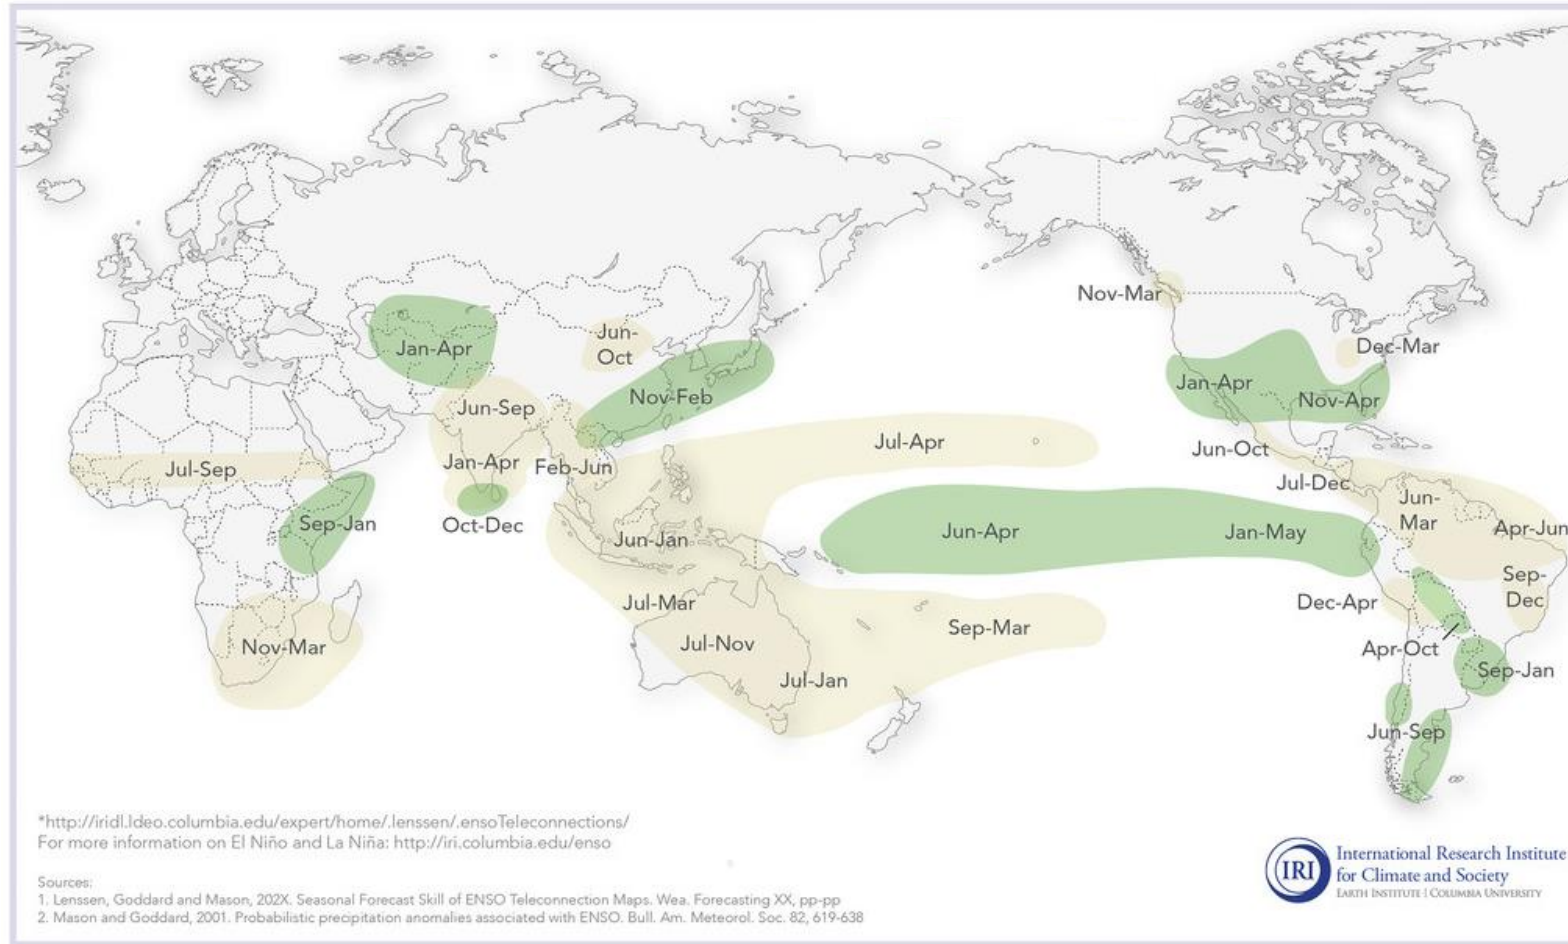 Nov-Mar
Jun-
Oct
Dec-Mar
Jan-Apr
Jan-Apr
Nov-Feb
Nov-Apr
Jun-Sep
Jul-Apr
Jun-Oct
Jul-Sep
Jan-Apr
Feb-Jun
Jul-Dec
Jun-
Mar
Sep-Jan
Oct-Dec
Jun-Jan
Jun-Apr
Jan-May
Apr-Jun
Sep-
Dec
Jul-Mar
Dec-Apr
Sep-Mar
Nov-Mar
Jul-Nov
Apr-Oct
Jul-Jan
Sep-Jan
Jun-Sep
*http://iridl.ldeo.columbia.edu/expert/home/.lenssen/.ensoTeleconnections/
For more information on El Niño and La Niña: http://iri.columbia.edu/enso
Sources:
1. Lenssen, Goddard and Mason, 202X. Seasonal Forecast Skill of ENSO Teleconnection Maps. Wea. Forecasting XX, pp-pp
2. Mason and Goddard, 2001. Probabilistic precipitation anomalies associated with ENSO. Bull. Am. Meteorol. Soc. 82, 619-638
IRI
International Research Institute
for Climate and Society
EARTH INSTITUTE | COLUMBIA UNIVERSITY